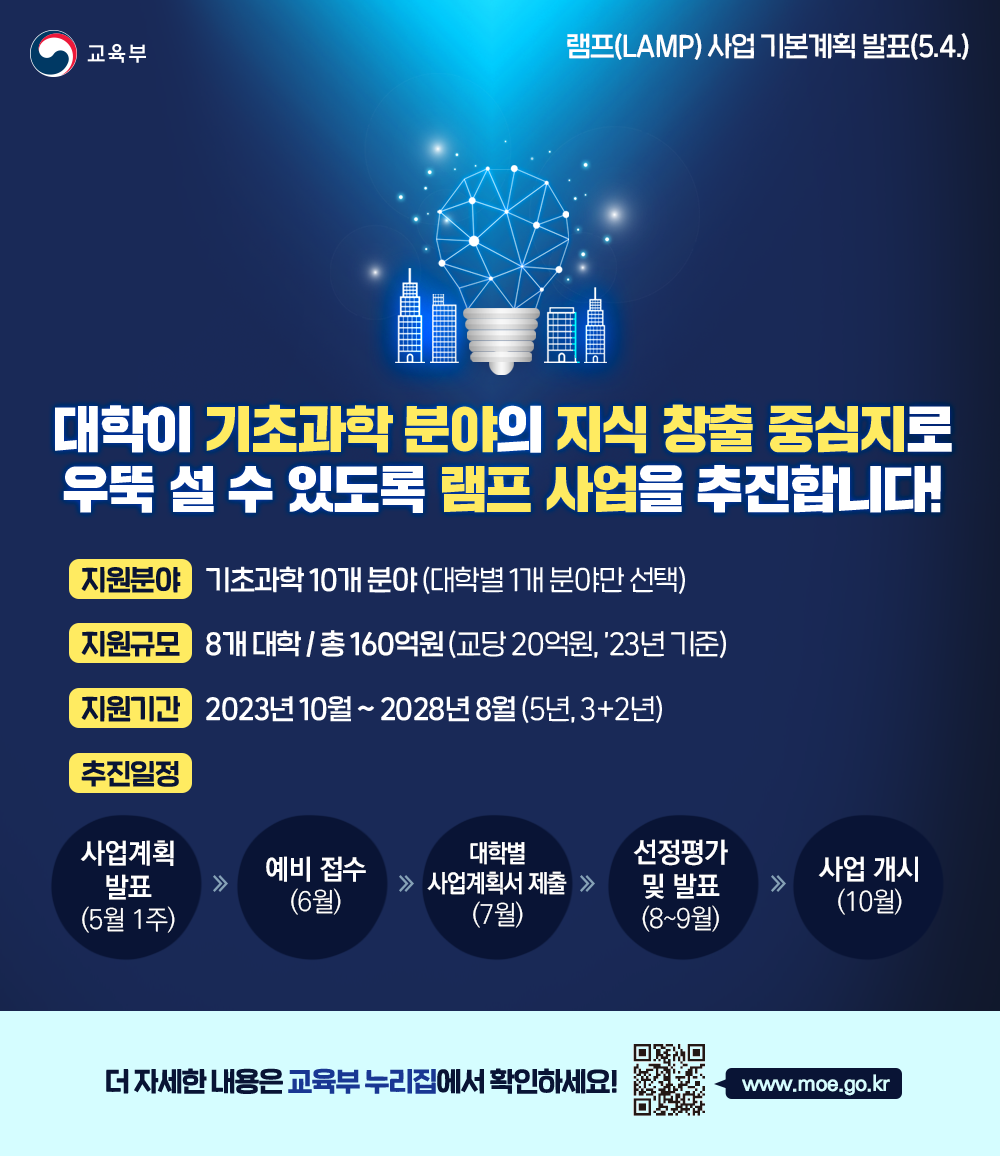 교육부
램프(LAMP) 사업 기본계획 발표(5.4.)
대학이 기초과학 분야의 지식 창출 중심지로
우뚝 설 수 있도록 램프 사업을 추진합니다!
지원분야 기초과학 10개 분야 (대학별 1개 분야만 선택)
지원규모 8개 대학 / 총 160억원 (교당 20억원, ’23년 기준)
지원기간 2023년 10월 ~ 2028년 8월 (5년, 3+2년)
추진일정
사업계획
발표
(5월 1주)
»
예비 접수
(6월)
»
대학별
사업계획서 제출
(7월)
»
선정평가
및 발표
(8~9월)
»
사업 개시
(10월)
더 자세한 내용은 교육부 누리집에서 확인하세요!
www.moe.go.kr